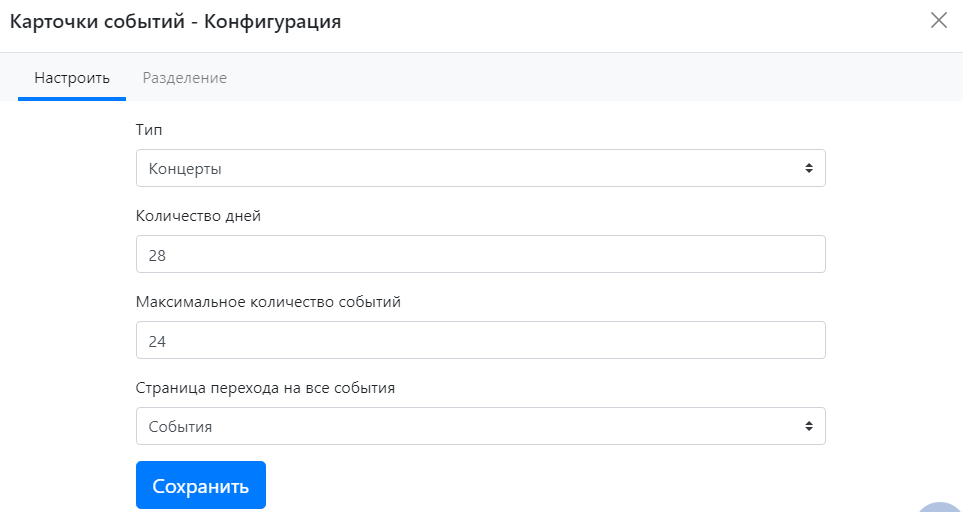 Карточки событий - Конфигурация
Настроить Разделение
Тип
Концерты
Количество дней
28
Максимальное количество событий
24
Страница перехода на все события
События
Сохранить